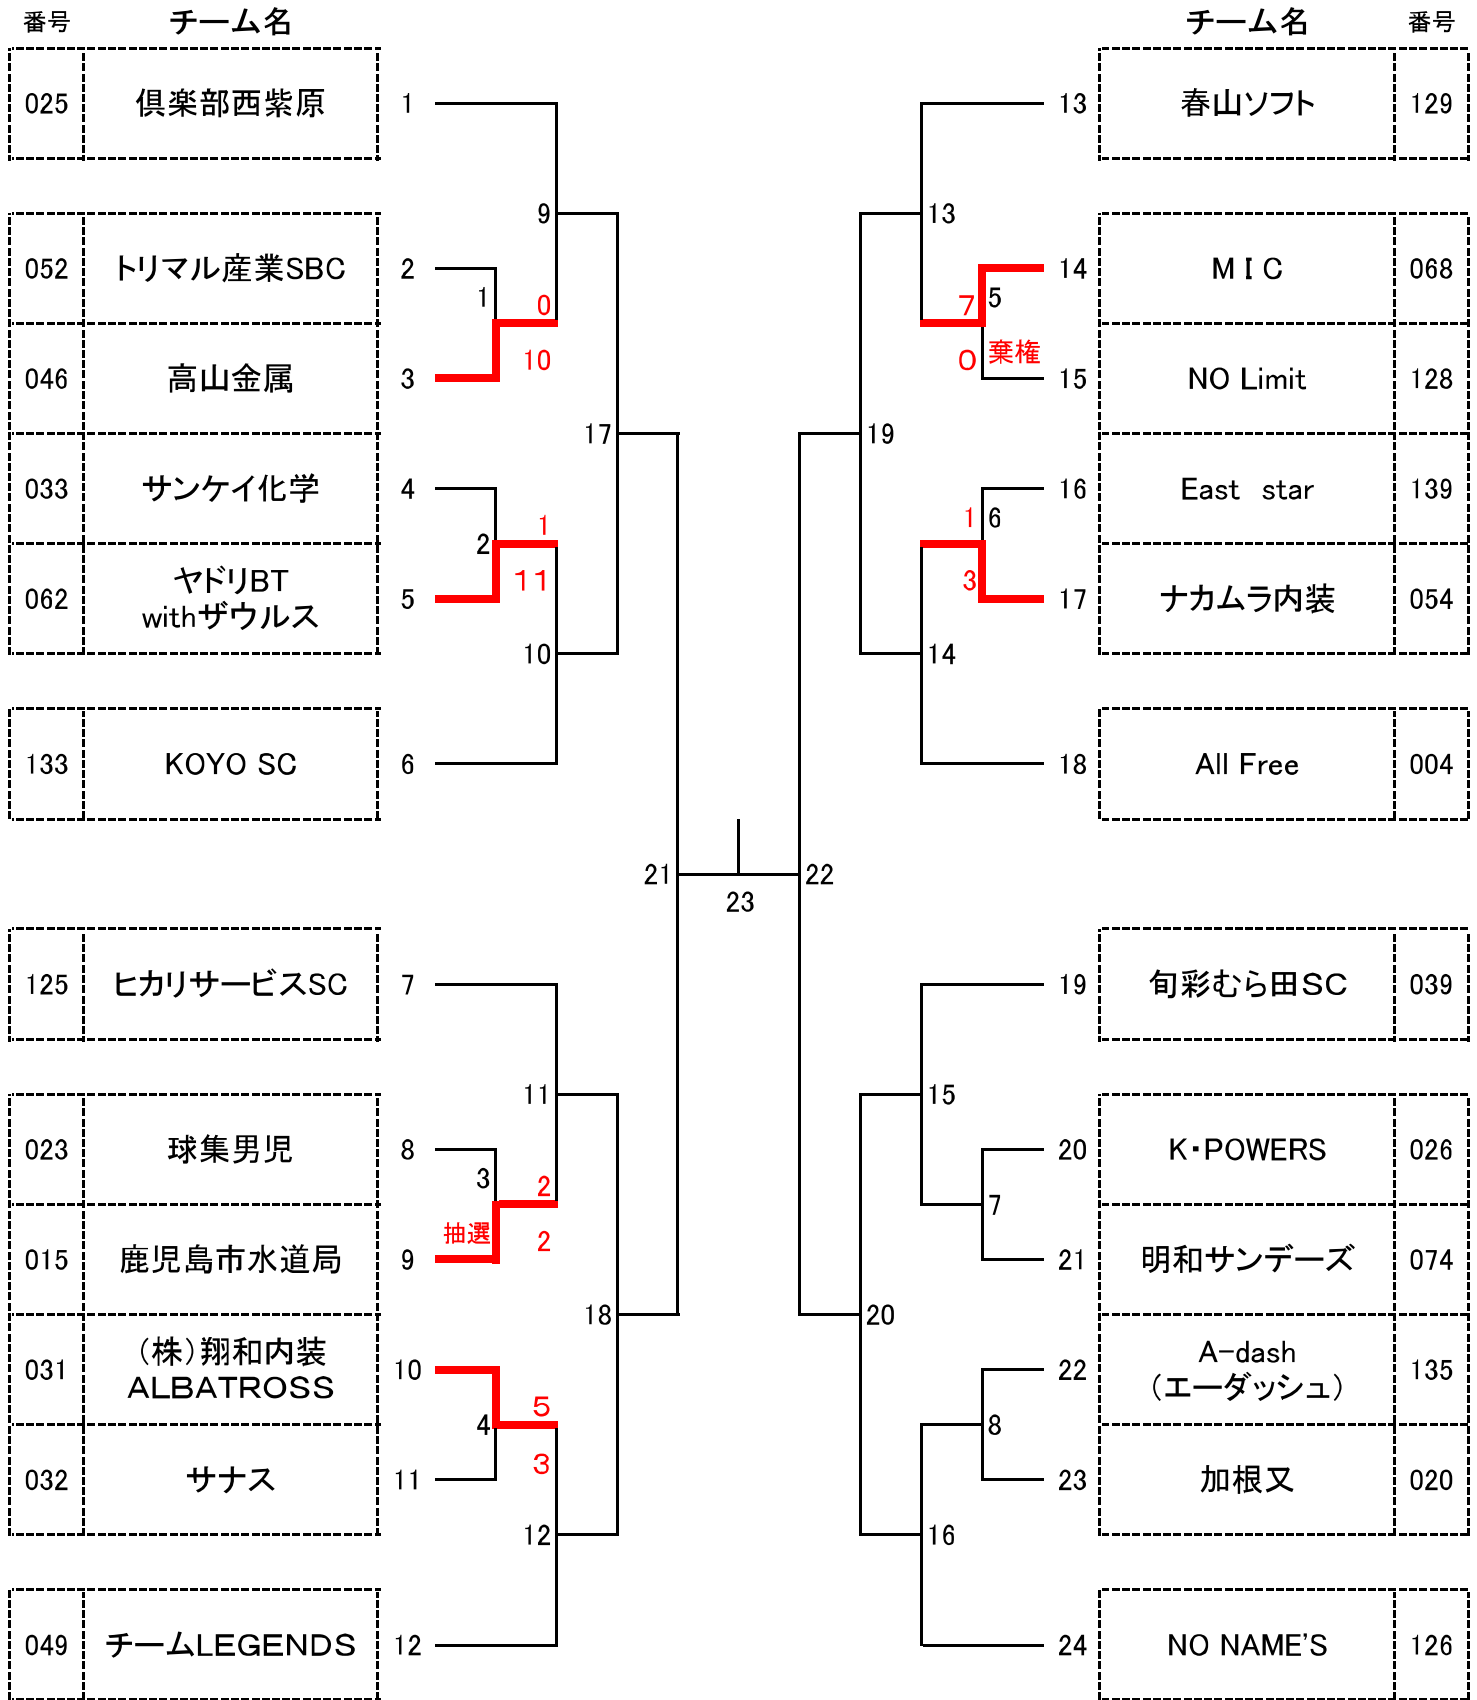 番号 チーム名 チーム名 番号
025 倶楽部西紫原 1 13 春山ソフト 129
9 13
052 トリマル産業SBC 2 14 MIC 068
1 0 7 5
10 0 棄権
046 高山金属 3 15 NO Limit 128
17 19
033 サンケイ化学 4 16 East star 139
2 1 1 6
11 3
062 ヤドリBT
withザウルス 5 17 ナカムラ内装 054
10 14
133 KOYO SC 6 18 All Free 004
21 22
23
125 ヒカリサービスSC 7 19 旬彩むら田SC 039
11 15
023 球集男児 8 20 K・POWERS 026
3 2 7
抽選 2
015 鹿児島市水道局 9 21 明和サンデーズ 074
18 20
031 (株)翔和内装
ALBATROSS 10 22 A-dash
(エーダッシュ) 135
4 5 8
3
032 サナス 11 23 加根又 020
12 16
049 チームLEGENDS 12 24 NO NAME'S 126